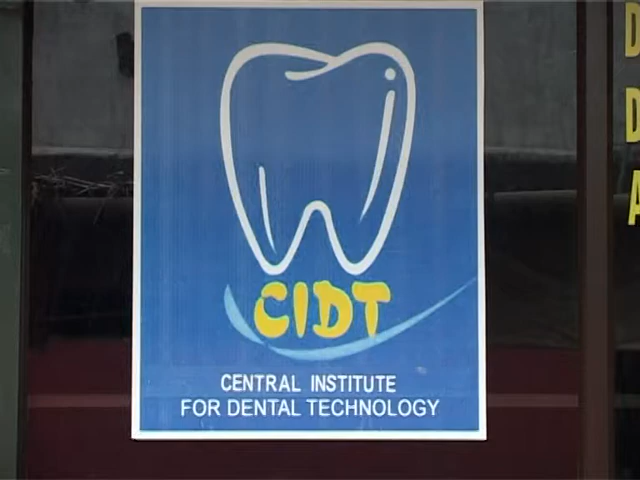 CIDT
CENTRAL INSTITUTE
FOR DENTAL TECHNOLOGY
D
D
A